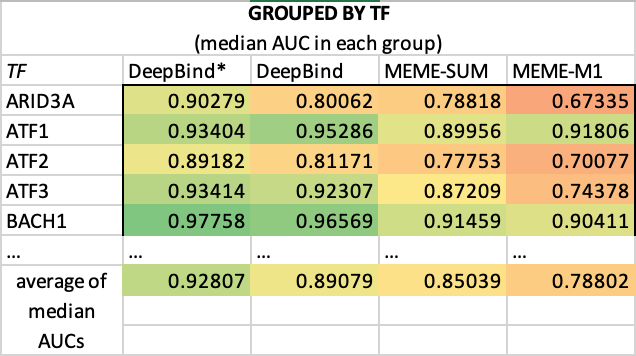 GROUPED BY TF
(median AUC in each group)
TF DeepBind* DeepBind MEME-SUM MEME-M1
ARID3A 0.90279 0.80062 0.78818 0.67335
ATF1 0.93404 0.95286 0.89956 0.91806
ATF2 0.89182 0.81171 0.77753 0.70077
ATF3 0.93414 0.92307 0.87209 0.74378
BACH1 0.97758 0.96569 0.91459 0.90411
... ... ... ... ...
average of 0.92807 0.89079 0.85039 0.78802
median
AUCs